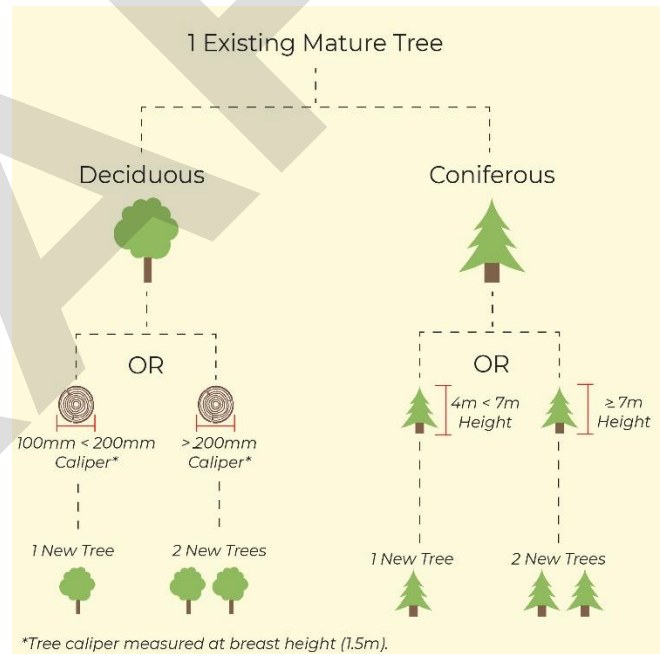 1 Existing Mature Tree
Deciduous
Coniferous
OR
OR
100mm < 200mm
Caliper*
>200mm
Caliper*
4m < 7m
Height
≥7m
Height
1 New Tree
2 New Trees
1 New Tree
2 New Trees
*Tree caliper measured at breast height (1.5m).